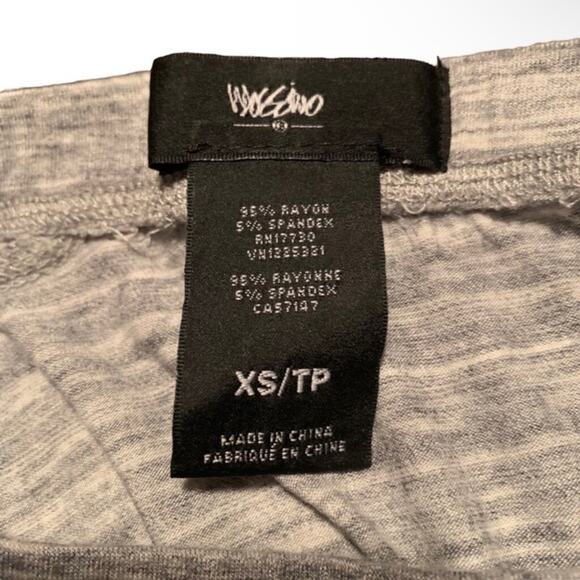 Mossimo
95% RAYON
5% SPANDEX
RN17730
VN1225321
95% RAYONNE
5% SPANDEX
CA57147
XS/TP
MADE IN CHINA
FABRIQUÉ EN CHINE